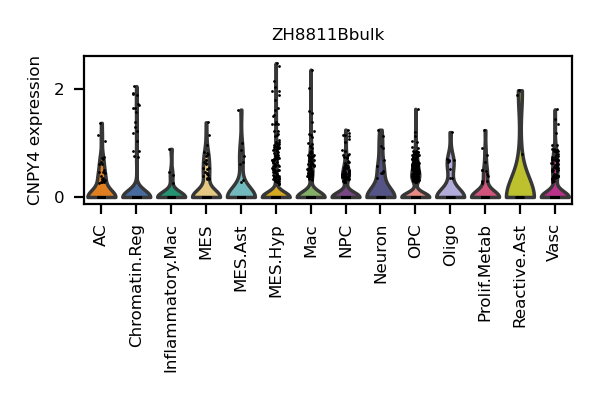 ZH8811Bbulk
CNPY4 expression
2
0
AC
Chromatin.Reg
Inflammatory.Mac
MES
MES.Ast
MES.Hyp
Mac
NPC
Neuron
OPC
Oligo
Prolif.Metab
Reactive.Ast
Vasc